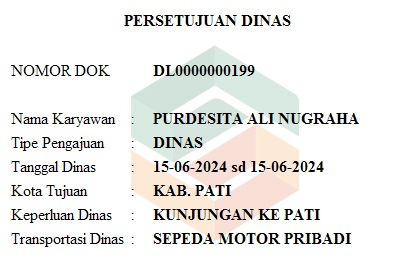 PERSETUJUAN DINAS
NOMOR DOK DL0000000199
Nama Karyawan : PURDESITA ALI NUGRAHA
Tipe Pengajuan : DINAS
Tanggal Dinas : 15-06-2024 sd 15-06-2024
Kota Tujuan : KAB. PATI
Keperluan Dinas : KUNJUNGAN KE PATI
Transportasi Dinas : SEPEDA MOTOR PRIBADI